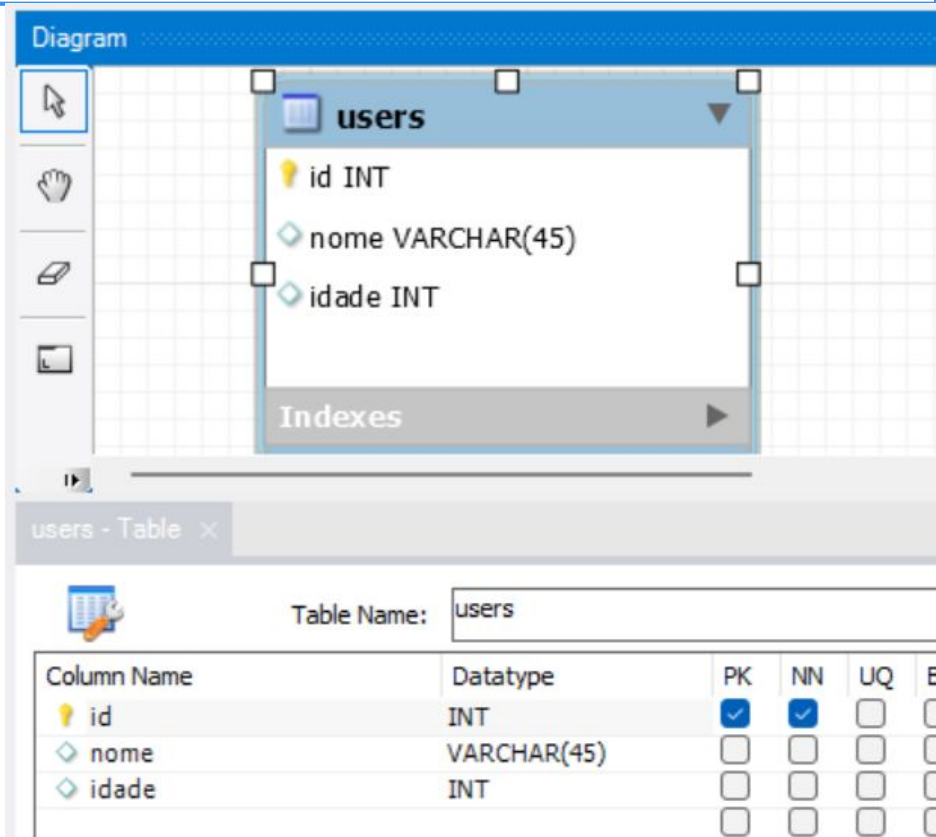 Diagram
users
id INT
nome VARCHAR(45)
idade INT
Indexes
users - Table
Table Name: users
Column Name Datatype PK NN UQ
id INT
nome VARCHAR(45)
idade INT